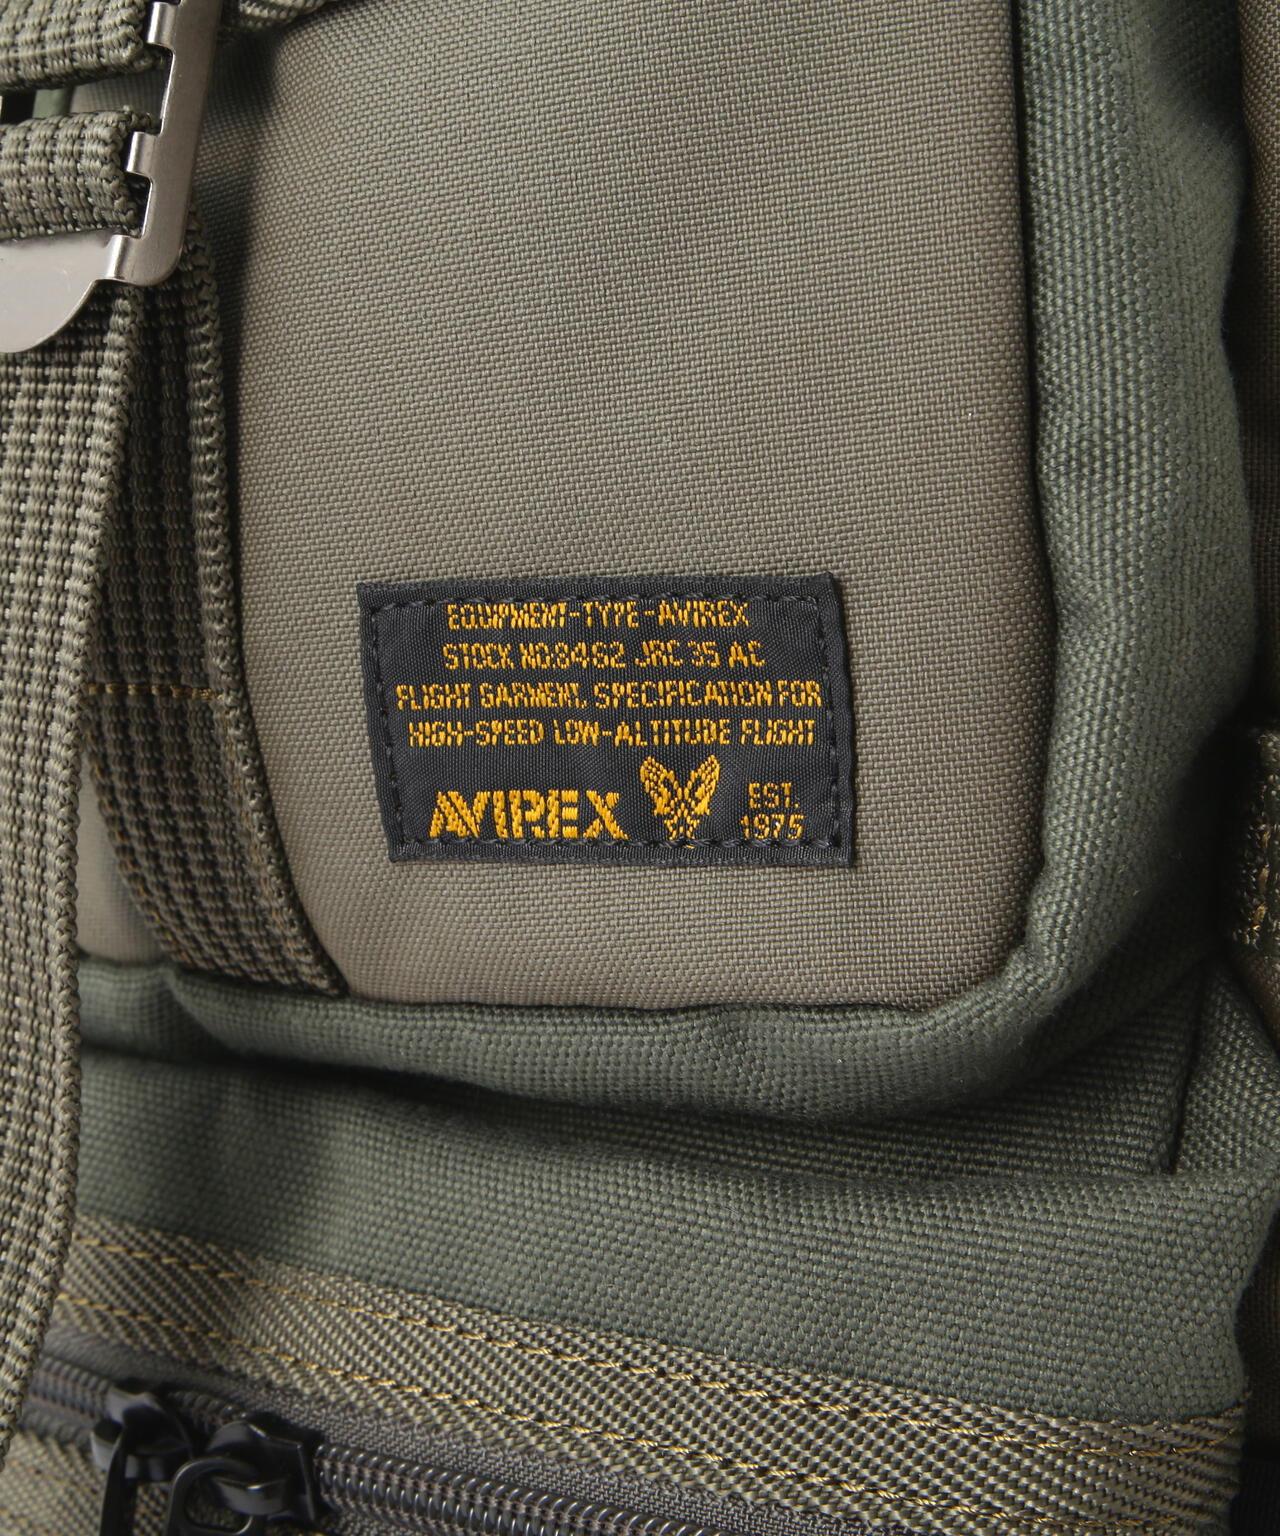 EQUIPMENT-TYPE-AVIREX
STOCK NO.8462 JRC 35 AC
FLIGHT GARMENT, SPECIFICATION FOR
HIGH-SPEED LOW-ALTITUDE FLIGHT
AVIREX
EST.
1975